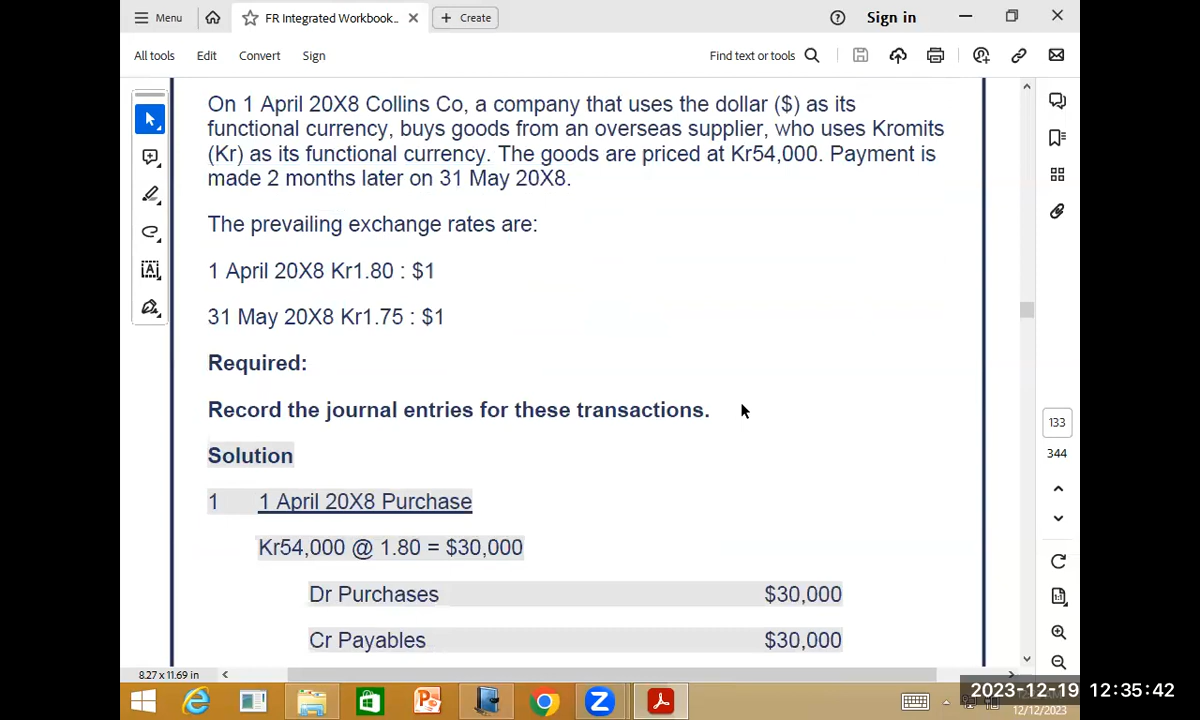 Menu
FR Integrated Workbook...
Create
Sign in
All tools
Edit
Convert
Sign
Find text or tools
On 1 April 20X8 Collins Co, a company that uses the dollar ($) as its
functional currency, buys goods from an overseas supplier, who uses Kromits
(Kr) as its functional currency. The goods are priced at Kr54,000. Payment is
made 2 months later on 31 May 20X8.
The prevailing exchange rates are:
1 April 20X8 Kr1.80 : $1
31 May 20X8 Kr1.75 : $1
Required:
Record the journal entries for these transactions.
Solution
1 1 April 20X8 Purchase
Kr54,000 @ 1.80 = $30,000
Dr Purchases $30,000
Cr Payables $30,000
133
344
8.27 x 11.69 in
2023-12-19 12:35:42
12/12/2023